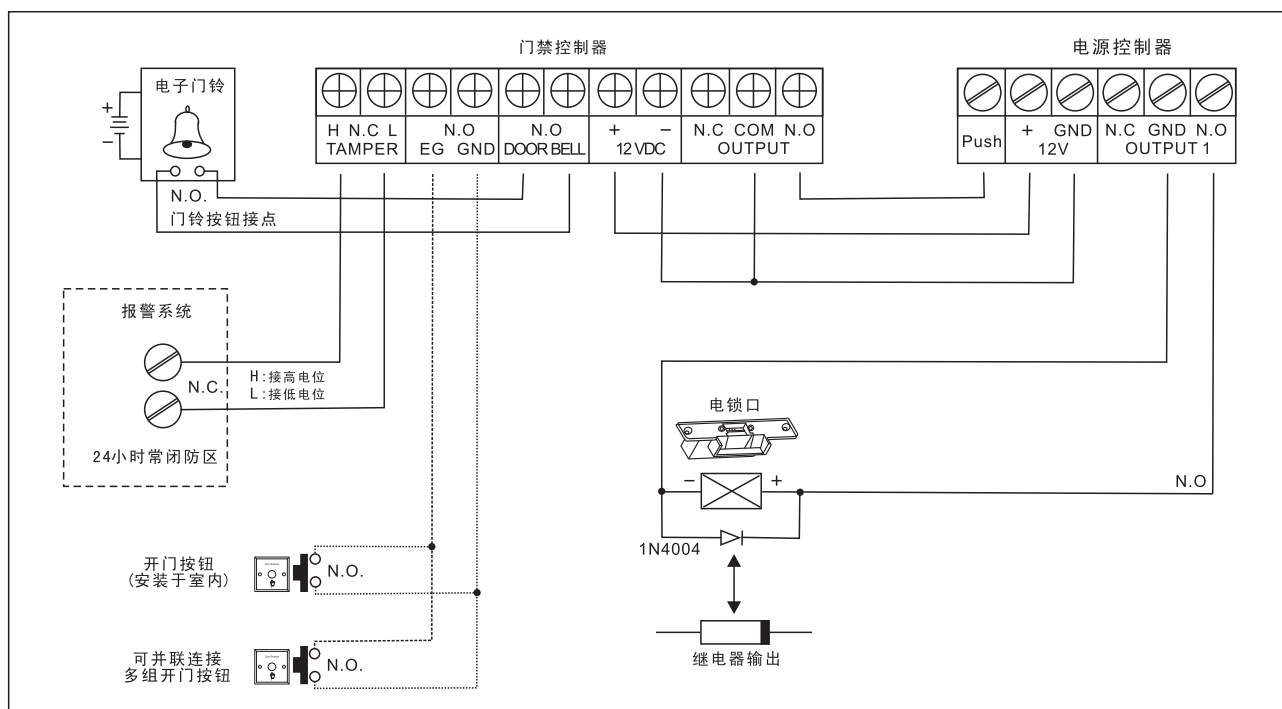 门禁控制器
电源控制器
电子门铃
+
−
H N.C L
TAMPER
N.O
EG GND
N.O
DOOR BELL
+ −
12 VDC
N.C COM N.O
OUTPUT
Push
+ GND
12V
N.C GND N.O
OUTPUT 1
N.O.
门铃按钮接点
报警系统
N.C.
H:接高电位
L:接低电位
24小时常闭防区
电锁口
− +
N.O
1N4004
继电器输出
开门按钮
(安装于室内)
N.O.
可并联连接
多组开门按钮
N.O.